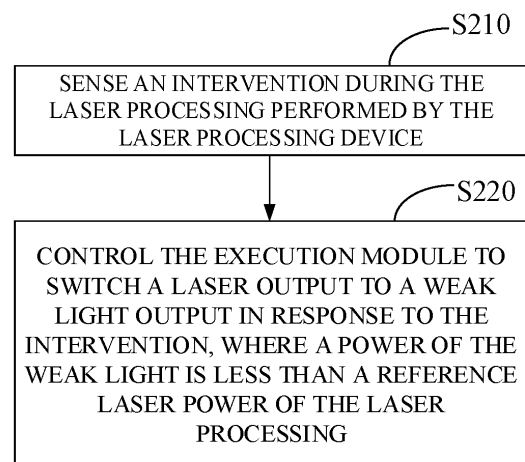 S210
SENSE AN INTERVENTION DURING THE
LASER PROCESSING PERFORMED BY THE
LASER PROCESSING DEVICE
S220
CONTROL THE EXECUTION MODULE TO
SWITCH A LASER OUTPUT TO A WEAK
LIGHT OUTPUT IN RESPONSE TO THE
INTERVENTION, WHERE A POWER OF THE
WEAK LIGHT IS LESS THAN A REFERENCE
LASER POWER OF THE LASER
PROCESSING